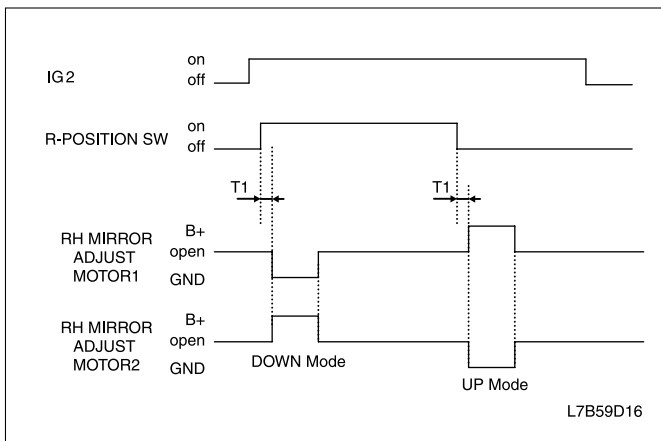 on
IG2
off
on
R-POSITION SW
off
T1 T1
B+
RH MIRROR
open
ADJUST
MOTOR1
GND
B+
RH MIRROR
open
ADJUST
MOTOR2
GND
DOWN Mode
UP Mode
L7B59D16